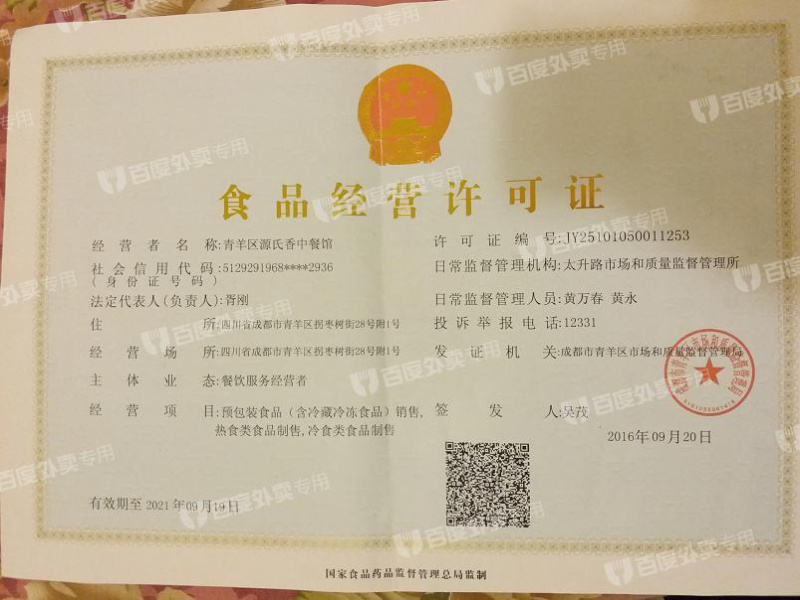 食品经营许可证
经营者名称:青羊区源氏香中餐馆
许可证编号:JY25101050011253
社会信用代码:5129291968****2936
(身份证号码)
日常监督管理机构:太升路市场和质量监督管理所
法定代表人(负责人):胥刚
日常监督管理人员:黄万春 黄永
住所:四川省成都市青羊区拐枣树街28号附1号
投诉举报电话:12331
经营场所:四川省成都市青羊区拐枣树街28号附1号
发证机关:成都市青羊区市场和质量监督管理局
主体业态:餐饮服务经营者
经营项目:预包装食品(含冷藏冷冻食品)销售,
热食类食品制售,冷食类食品制售
签发人:吴茂
2016年09月20日
有效期至2021年09月19日
国家食品药品监督管理总局监制
百度外卖专用